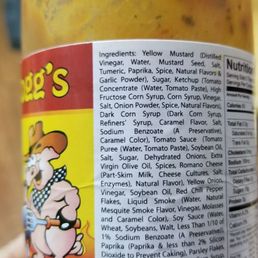 Ingredients: Yellow Mustard (Distilled
Vinegar, Water, Mustard Seed, Salt,
Turmeric, Paprika, Spice, Natural Flavors &
Garlic Powder), Sugar, Ketchup (Tomato
Concentrate (Water, Tomato Paste), High
Fructose Corn Syrup, Corn Syrup, Vinegar,
Salt, Onion Powder, Spice, Natural Flavors),
Dark Corn Syrup (Dark Corn Syrup,
Refiners' Syrup, Caramel Flavor, Salt,
Sodium Benzoate (A Preservative),
Caramel Color), Tomato Sauce (Tomato
Puree (Water, Tomato Paste), Soybean Oil,
Salt, Sugar, Dehydrated Onions, Extra
Virgin Olive Oil, Spices, Romano Cheese
(Part-Skim Milk, Cheese Cultures, Salt,
Enzymes), Natural Flavor), Yellow Onion,
Vinegar, Soybean Oil, Red Chili Pepper
Flakes, Liquid Smoke (Water, Natural
Mesquite Smoke Flavor, Vinegar, Molasses
and Caramel Color), Soy Sauce (Water,
Wheat, Soybeans, Salt, Less Than 1/10 of
1% Sodium Benzoate (A Preservative)),
Paprika (Paprika & less than 2% Silicon
Dioxide to Prevent Caking), Parsley Flakes
gg's
Nutrition